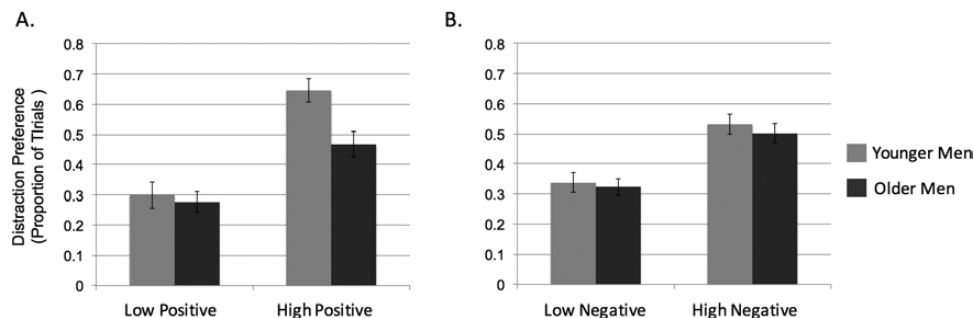 A.
Distraction Preference
(Proportion of TIrials )
0.8
0.7
0.6
0.5
0.4
0.3
0.2
0.1
0
Low Positive
High Positive
B.
0.8
0.7
0.6
0.5
0.4
0.3
0.2
0.1
0
Low Negative
High Negative
Younger Men
Older Men